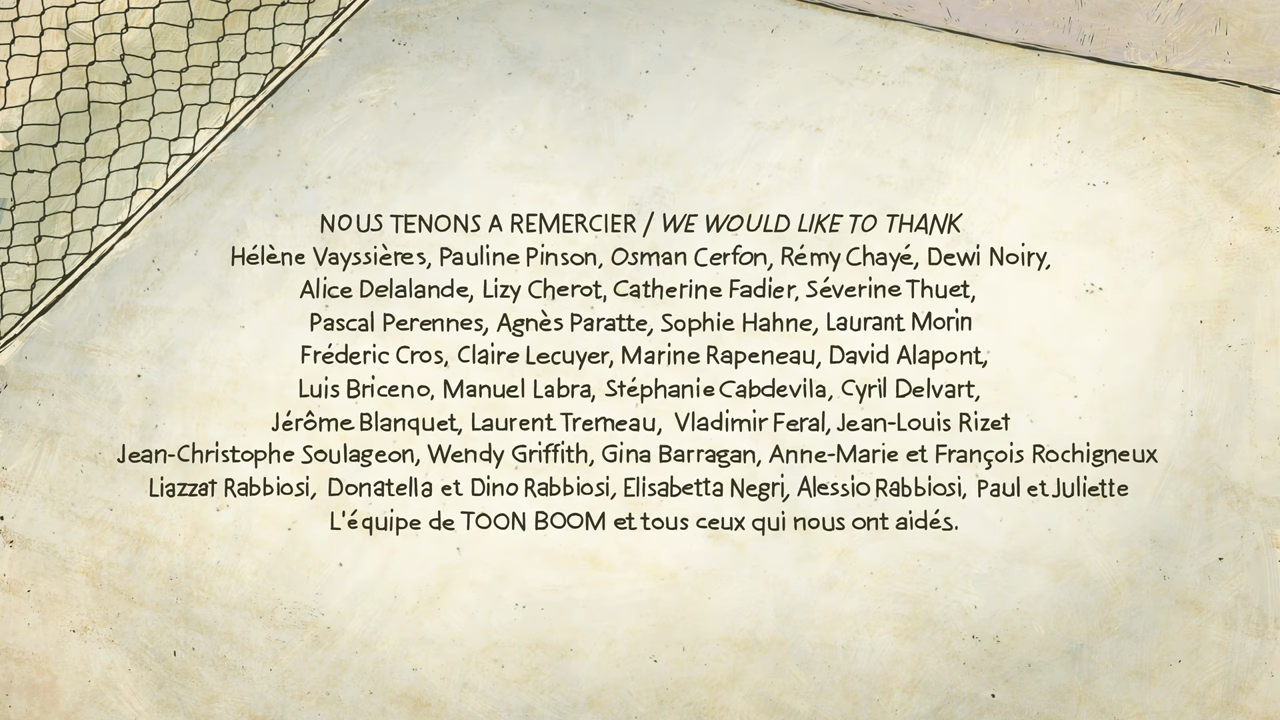 NOUS TENONS A REMERCIER / WE WOULD LIKE TO THANK
Hélène Vayssières, Pauline Pinson, Osman Cerfon, Rémy Chayé, Dewi Noiry,
Alice Delalande, Lizy Cherot, Catherine Fadier, Séverine Thuet,
Pascal Perennes, Agnès Paratte, Sophie Hahne, Laurant Morin
Fréderic Cros, Claire Lecuyer, Marine Rapeneau, David Alapont,
Luis Briceno, Manuel Labra, Stéphanie Cabdevila, Cyril Delvart,
Jérôme Blanquet, Laurent Tremeau, Vladimir Feral, Jean-Louis Rizet
Jean-Christophe Soulageon, Wendy Griffith, Gina Barragan, Anne-Marie et François Rochigneux
Liazzat Rabbiosi, Donatella et Dino Rabbiosi, Elisabetta Negri, Alessio Rabbiosi, Paul et Juliette
L'équipe de TOON BOOM et tous ceux qui nous ont aidés.